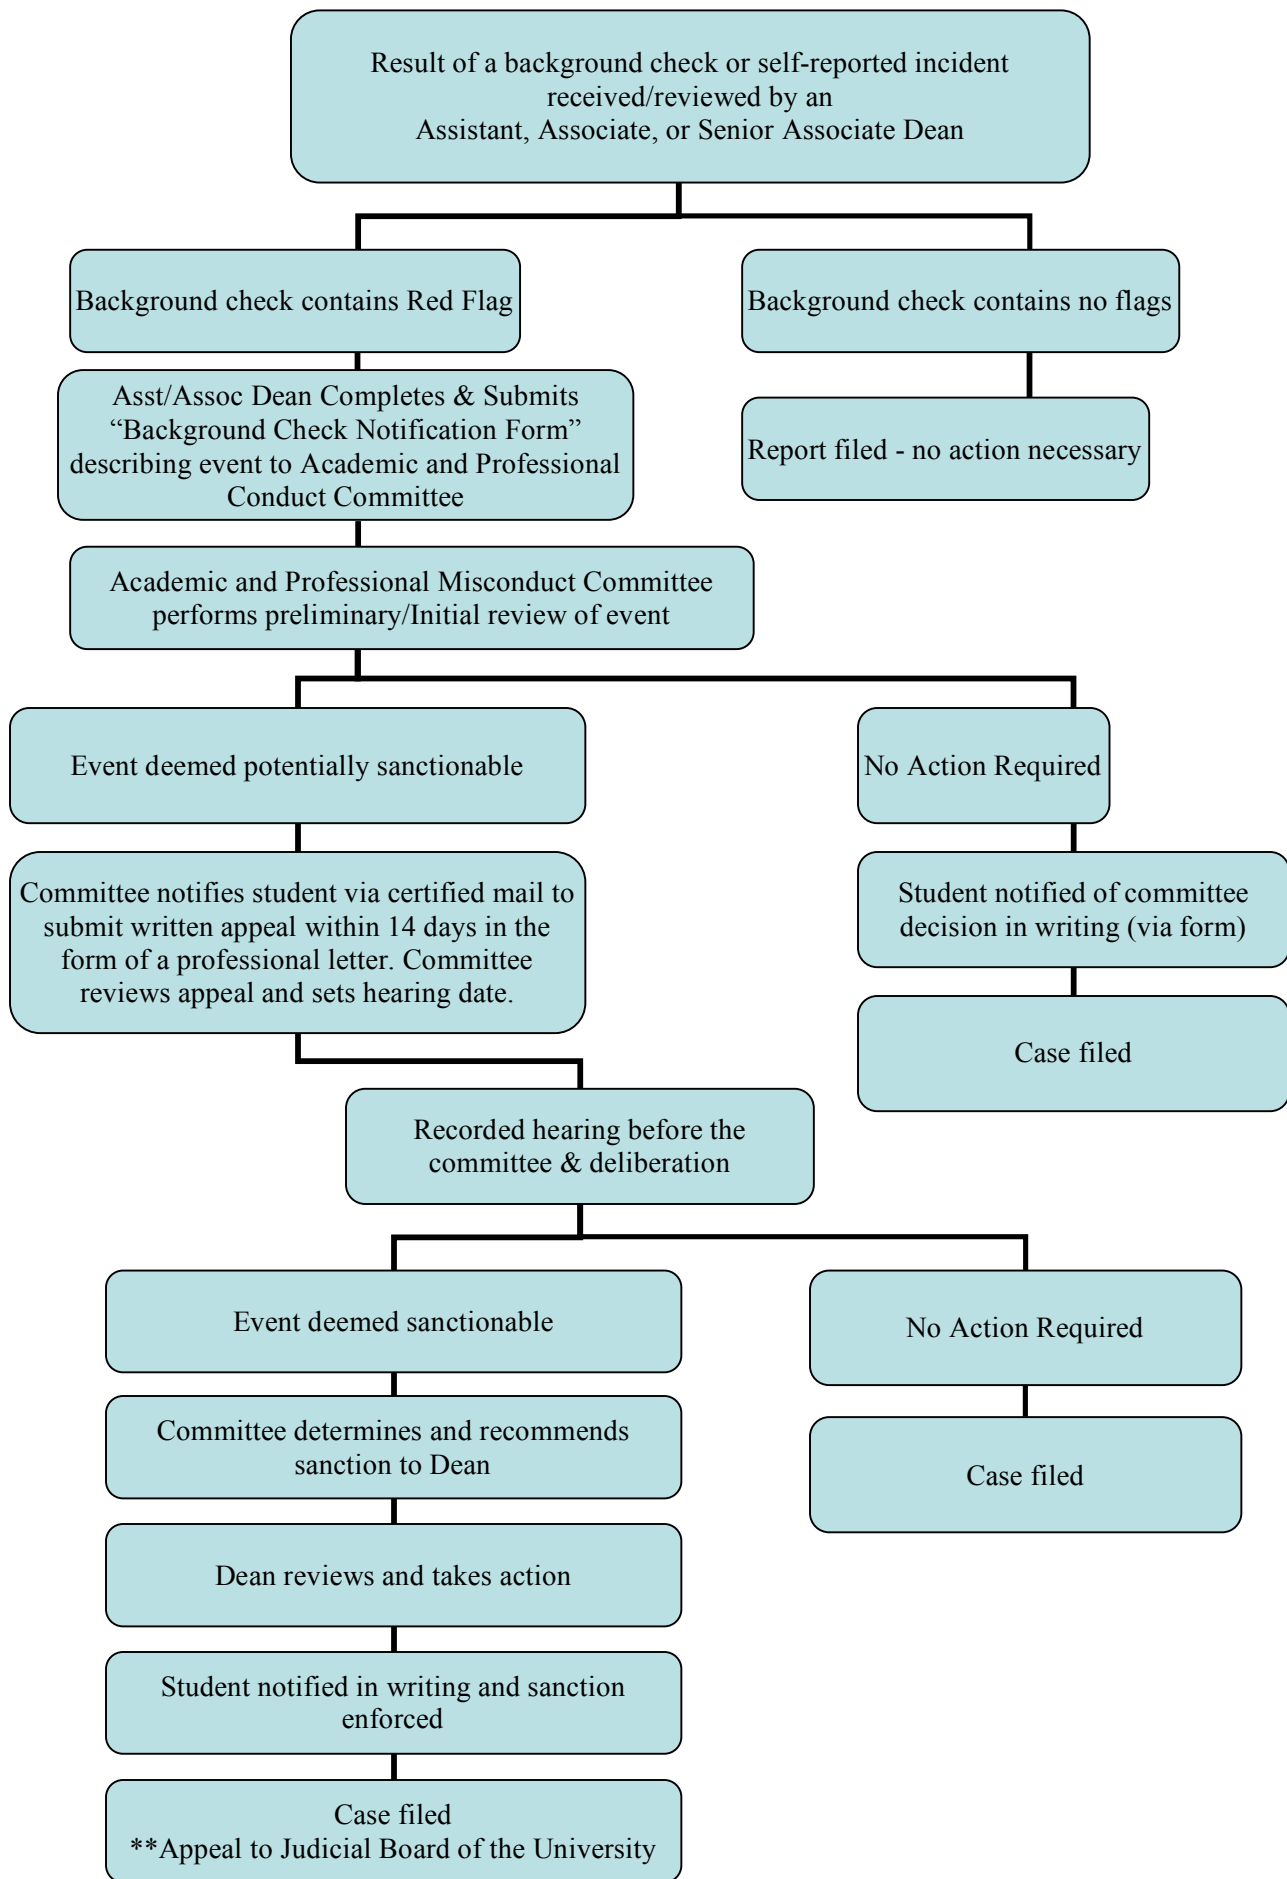 Result of a background check or self-reported incident
received/reviewed by an
Assistant, Associate, or Senior Associate Dean
Background check contains Red Flag
Background check contains no flags
Asst/Assoc Dean Completes & Submits
“Background Check Notification Form”
describing event to Academic and Professional
Conduct Committee
Report filed - no action necessary
Academic and Professional Misconduct Committee
performs preliminary/Initial review of event
Event deemed potentially sanctionable
No Action Required
Committee notifies student via certified mail to
submit written appeal within 14 days in the
form of a professional letter. Committee
reviews appeal and sets hearing date.
Student notified of committee
decision in writing (via form)
Case filed
Recorded hearing before the
committee & deliberation
Event deemed sanctionable
No Action Required
Committee determines and recommends
sanction to Dean
Case filed
Dean reviews and takes action
Student notified in writing and sanction
enforced
Case filed
**Appeal to Judicial Board of the University